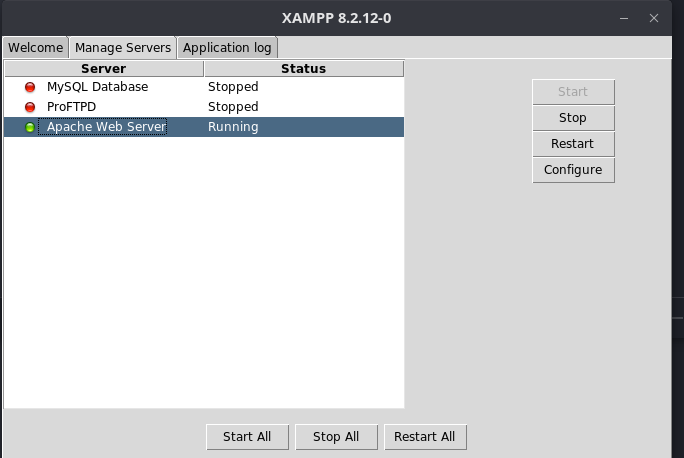 XAMPP 8.2.12-0
Welcome Manage Servers Application log
Server Status
MySQL Database Stopped
ProFTPD Stopped
Apache Web Server Running
Start
Stop
Restart
Configure
Start All Stop All Restart All